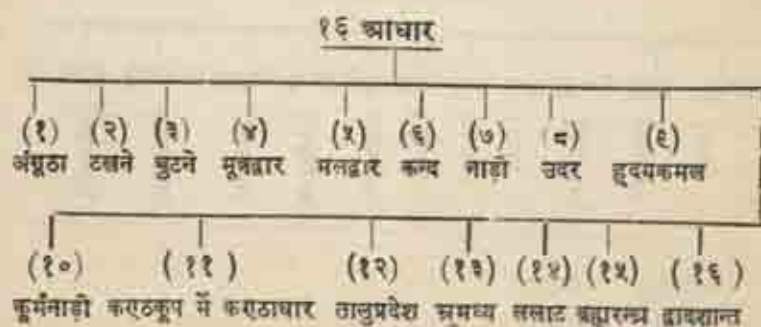 १६ आधार
(१) (२) (३) (४) (५) (६) (७) (८) (९)
अंगूठा टखने घुटने मूत्रद्वार मलद्वार कन्द नाड़ी उदर हृदयकमल
(१०) (११) (१२) (१३) (१४) (१५) (१६)
कूर्मनाड़ी कण्ठकूप में कण्ठाधार तालुप्रदेश भ्रूमध्य ललाट ब्रह्मरन्ध्र द्वादशान्त